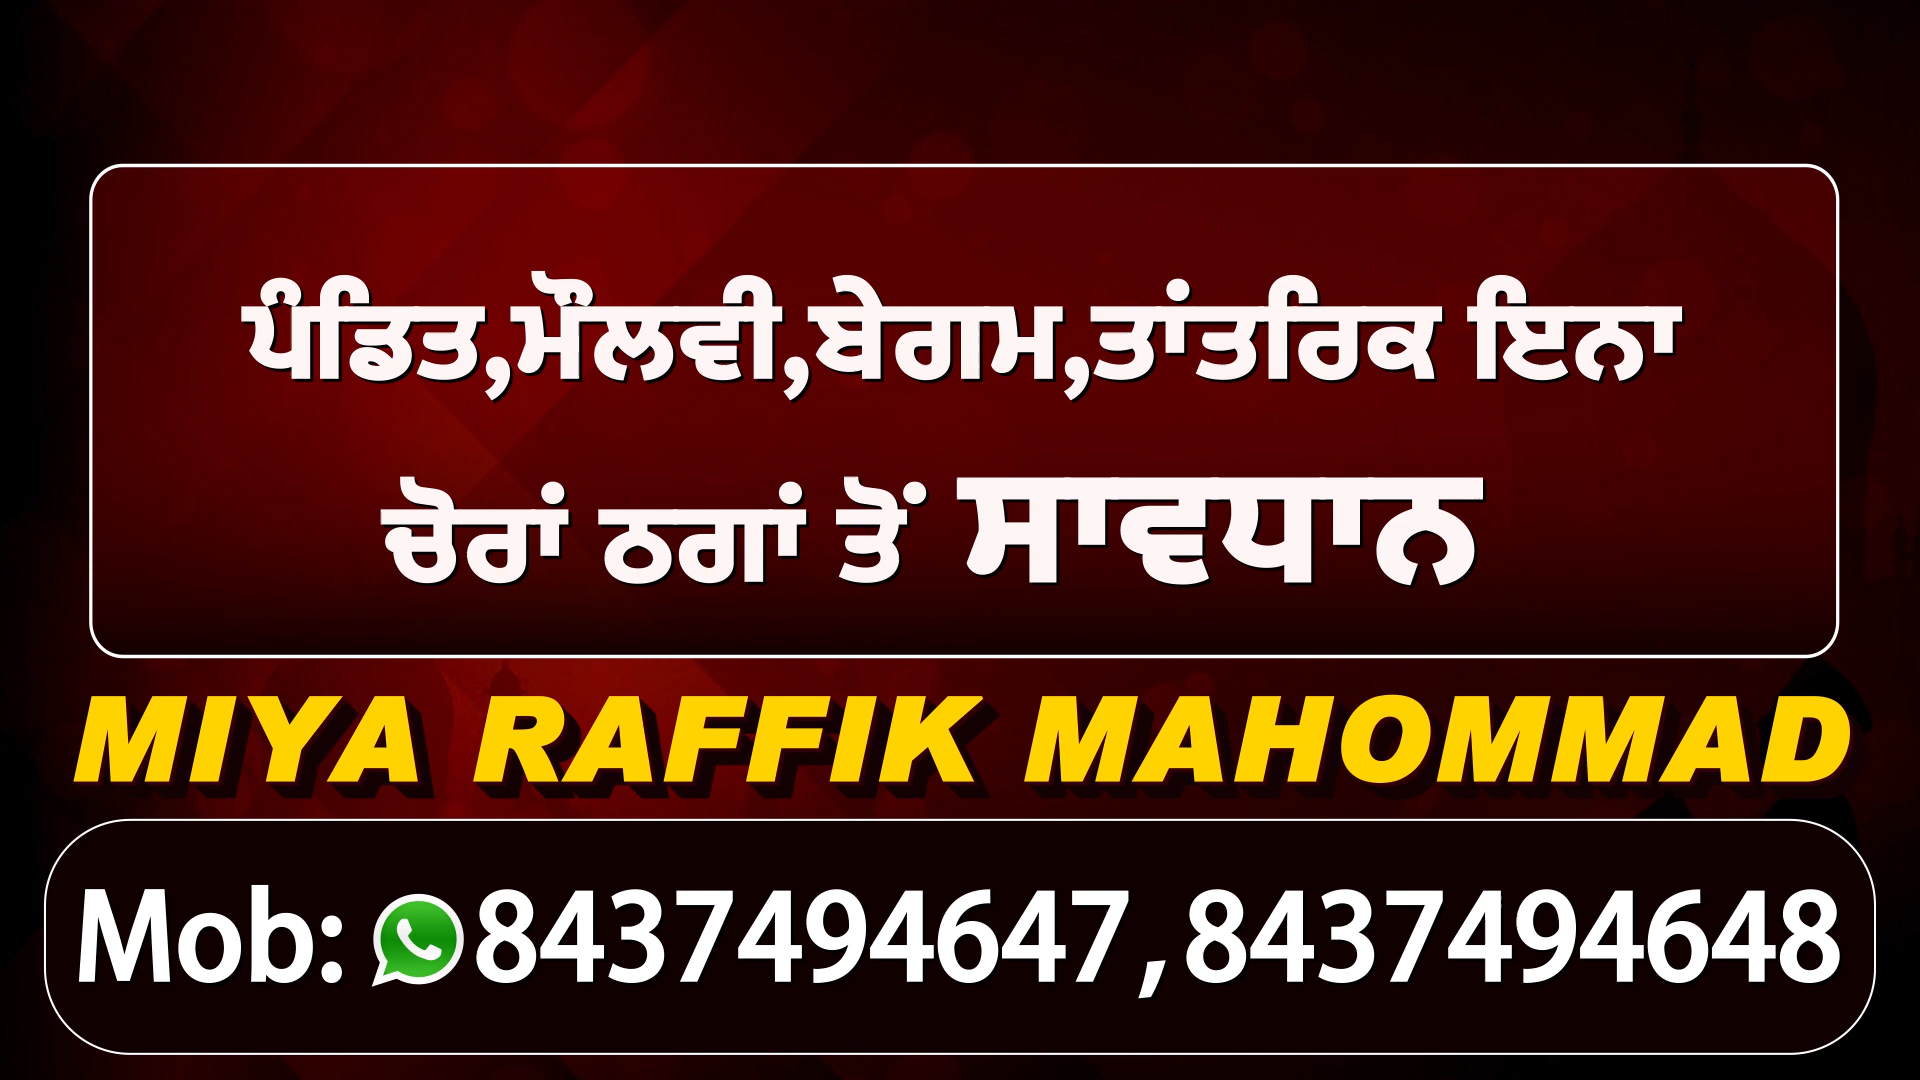 ਪੰਡਿਤ,ਮੌਲਵੀ,ਬੇਗਮ,ਤਾਂਤਰਿਕ ਇਨਾ
ਚੋਰਾਂ ਠਗਾਂ ਤੋਂ ਸਾਵਧਾਨ
MIYA RAFFIK MAHOMMAD
Mob: 8437494647, 8437494648